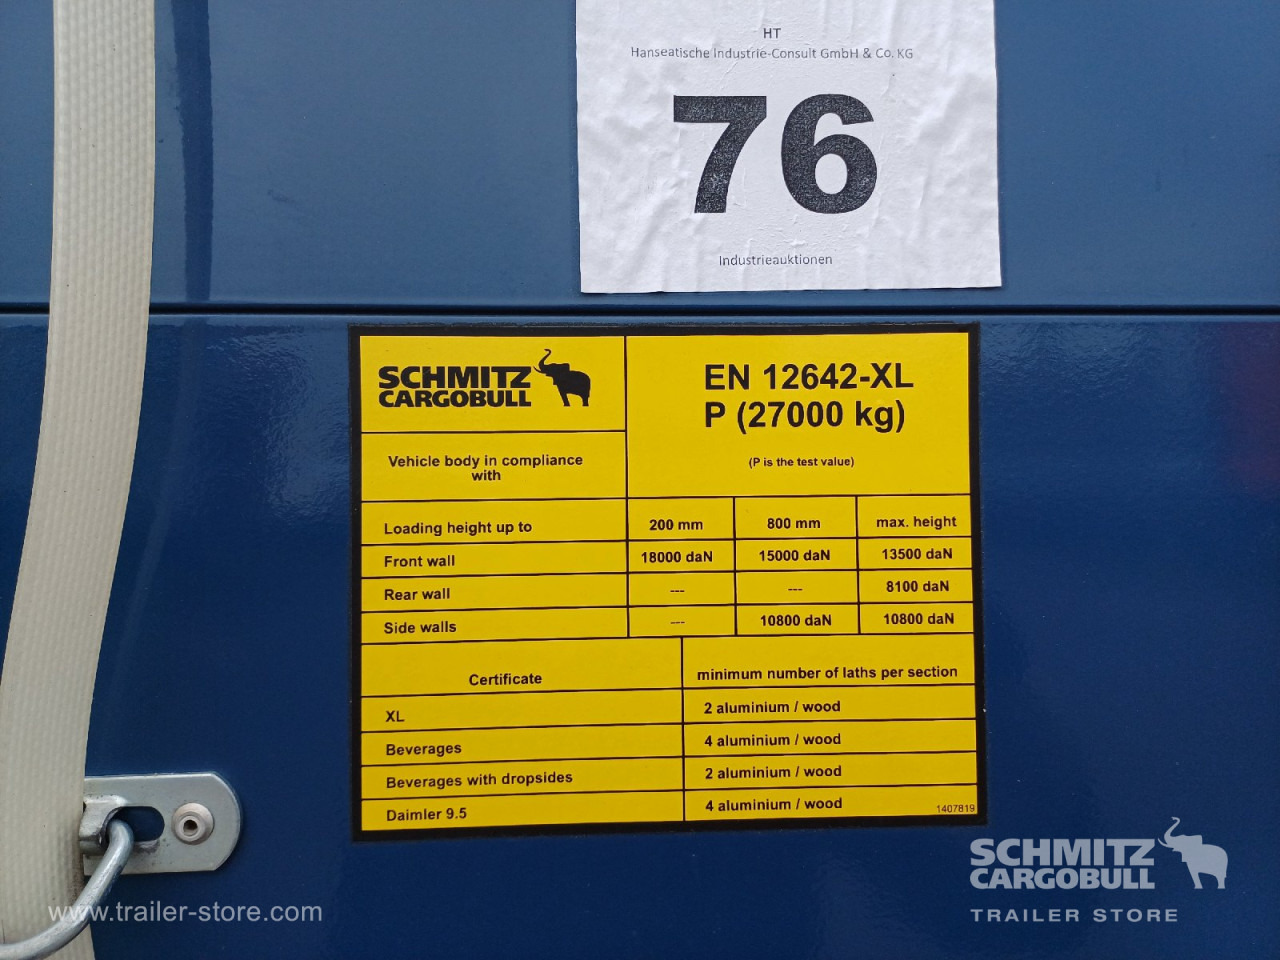 HT
Hanseatische Industrie-Consult GmbH & Co. KG
76
Industrieauktionen
SCHMITZ
CARGOBULL
EN 12642-XL
P (27000 kg)
(P is the test value)
Vehicle body in compliance
with
Loading height up to 200 mm 800 mm max. height
Front wall 18000 daN 15000 daN 13500 daN
Rear wall --- --- 8100 daN
Side walls --- 10800 daN 10800 daN
Certificate minimum number of laths per section
XL 2 aluminium / wood
Beverages 4 aluminium / wood
Beverages with dropsides 2 aluminium / wood
Daimler 9.5 4 aluminium / wood
1407819
www.trailer-store.com
SCHMITZ
CARGOBULL
TRAILER STORE